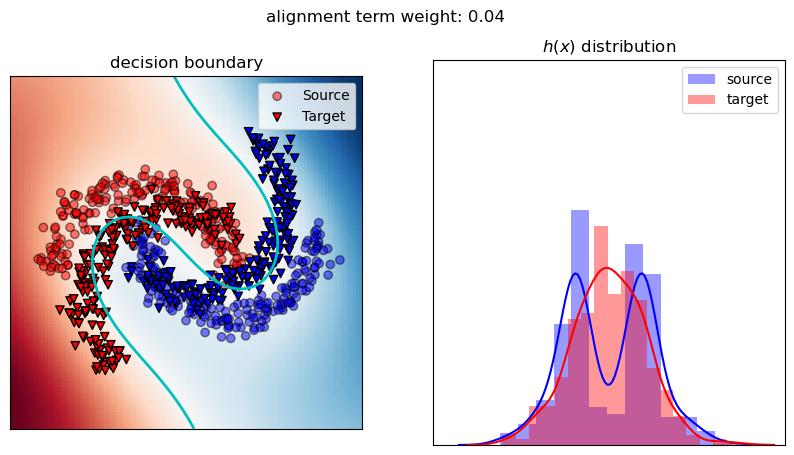 alignment term weight: 0.04
decision boundary
Source
Target
h(x) distribution
source
target